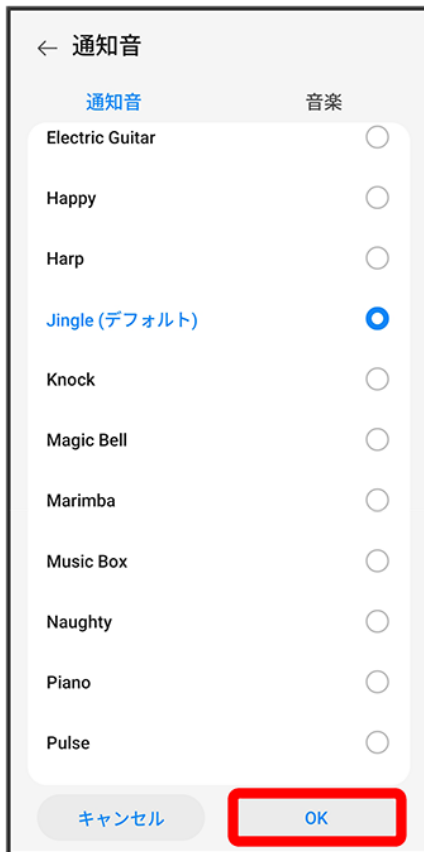 ← 通知音
通知音 音楽
Electric Guitar
Happy
Harp
Jingle (デフォルト)
Knock
Magic Bell
Marimba
Music Box
Naughty
Piano
Pulse
キャンセル OK